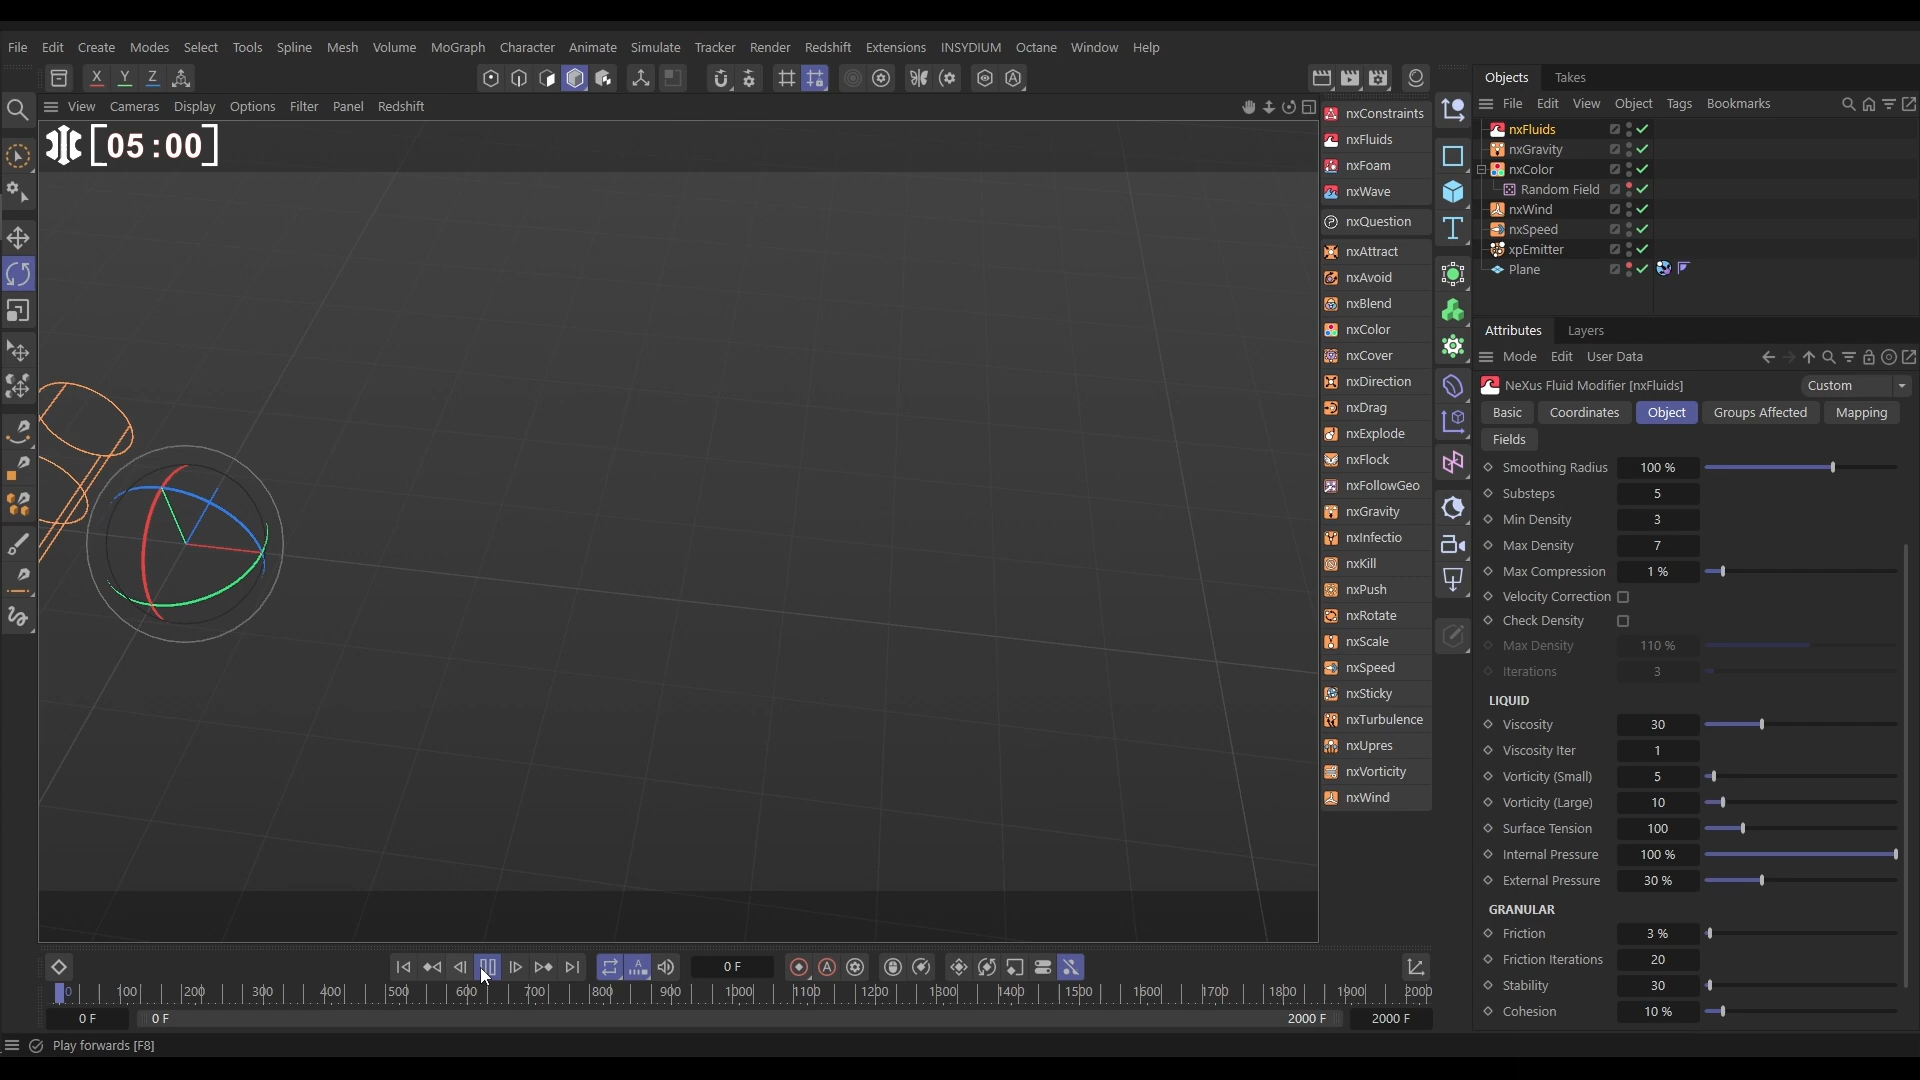 File Edit Create Modes Select Tools Spline Mesh Volume MoGraph Character Animate Simulate Tracker Render Redshift Extensions INSYDIUM Octane Window Help
X Y Z
Objects Takes
View Cameras Display Options Filter Panel Redshift
File Edit View Object Tags Bookmarks
[05:00]
nxConstraints
nxFluids
nxFoam
nxWave
nxQuestion
nxAttract
nxAvoid
nxBlend
nxColor
nxCover
nxDirection
nxDrag
nxExplode
nxFlock
nxFollowGeo
nxGravity
nxInfectio
nxKill
nxPush
nxRotate
nxScale
nxSpeed
nxSticky
nxTurbulence
nxUpres
nxVorticity
nxWind
nxFluids
nxGravity
nxColor
Random Field
nxWind
nxSpeed
xpEmitter
Plane
Attributes Layers
Mode Edit User Data
NeXus Fluid Modifier [nxFluids] Custom
Basic Coordinates Object Groups Affected Mapping
Fields
Smoothing Radius 100 %
Substeps 5
Min Density 3
Max Density 7
Max Compression 1 %
Velocity Correction
Check Density
Max Density 110 %
Iterations 3
LIQUID
Viscosity 30
Viscosity Iter 1
Vorticity (Small) 5
Vorticity (Large) 10
Surface Tension 100
Internal Pressure 100 %
External Pressure 30 %
GRANULAR
Friction 3 %
Friction Iterations 20
Stability 30
Cohesion 10 %
0 F
0 100 200 300 400 500 600 700 800 900 1000 1100 1200 1300 1400 1500 1600 1700 1800 1900 2000
0 F 0 F 2000 F 2000 F
Play forwards [F8]